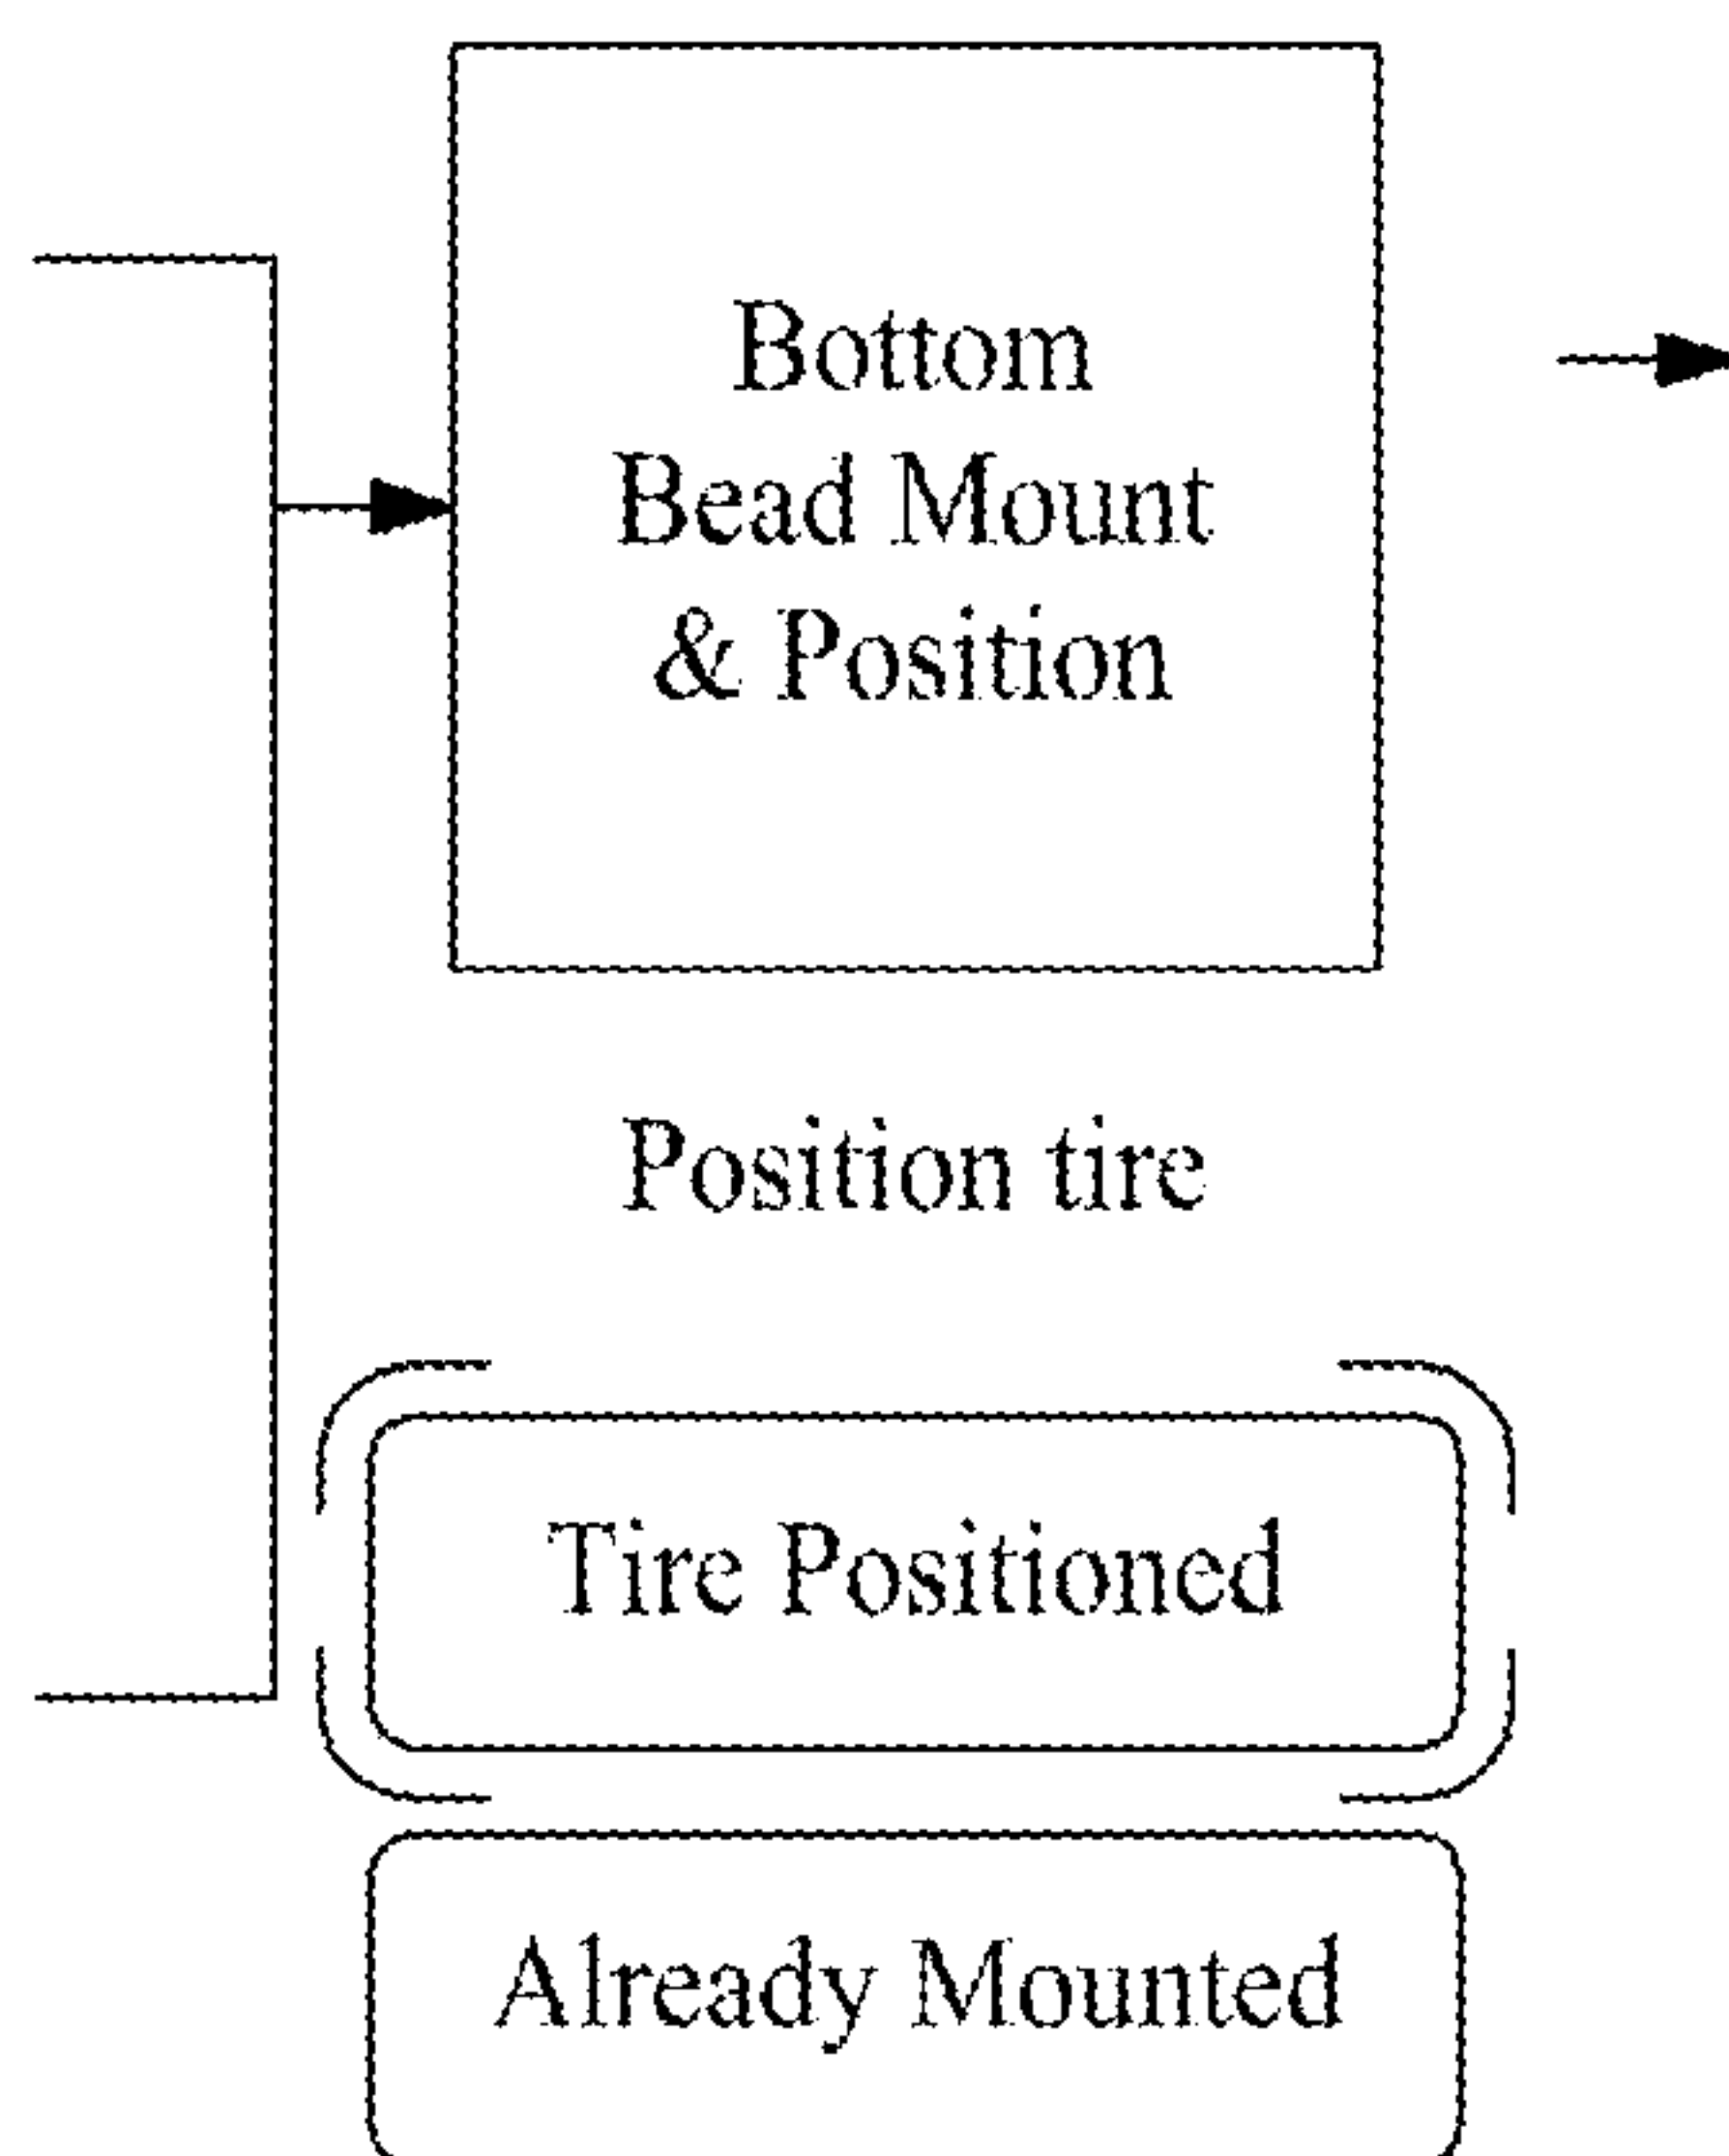 Bottom
Bead Mount
& Position
Position tire
Tire Positioned
Already Mounted